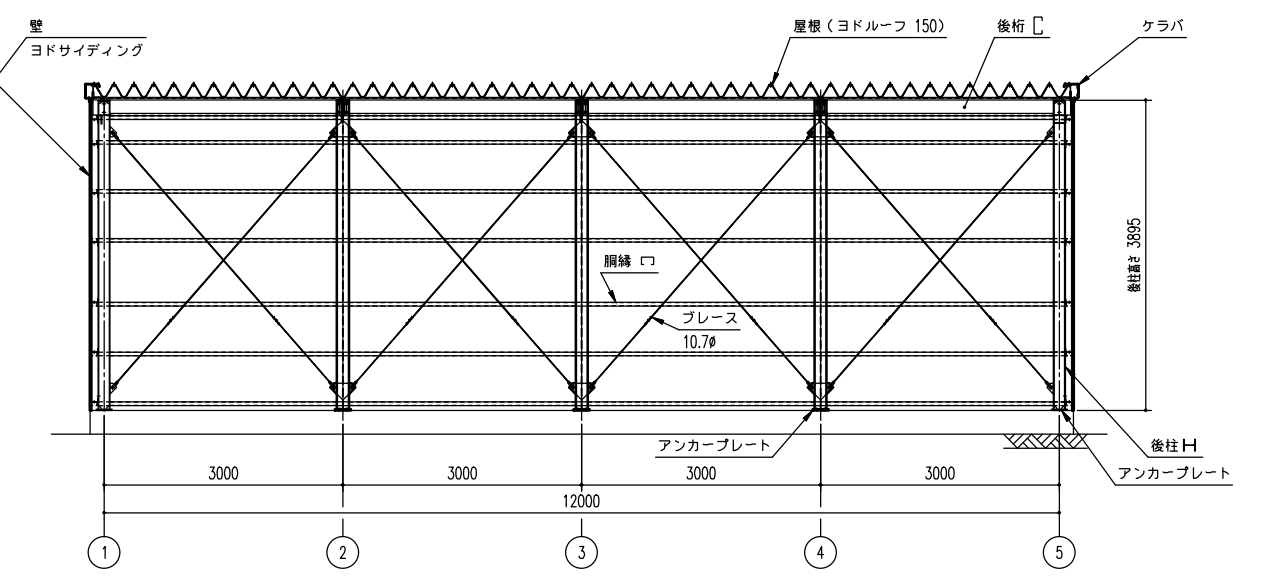 壁
ヨドサイディング
屋根（ヨドルーフ 150）
後桁
ケラバ
後柱高さ 3895
胴縁
ブレース
10.7φ
アンカープレート
後柱
アンカープレート
3000 3000 3000 3000
12000
1 2 3 4 5